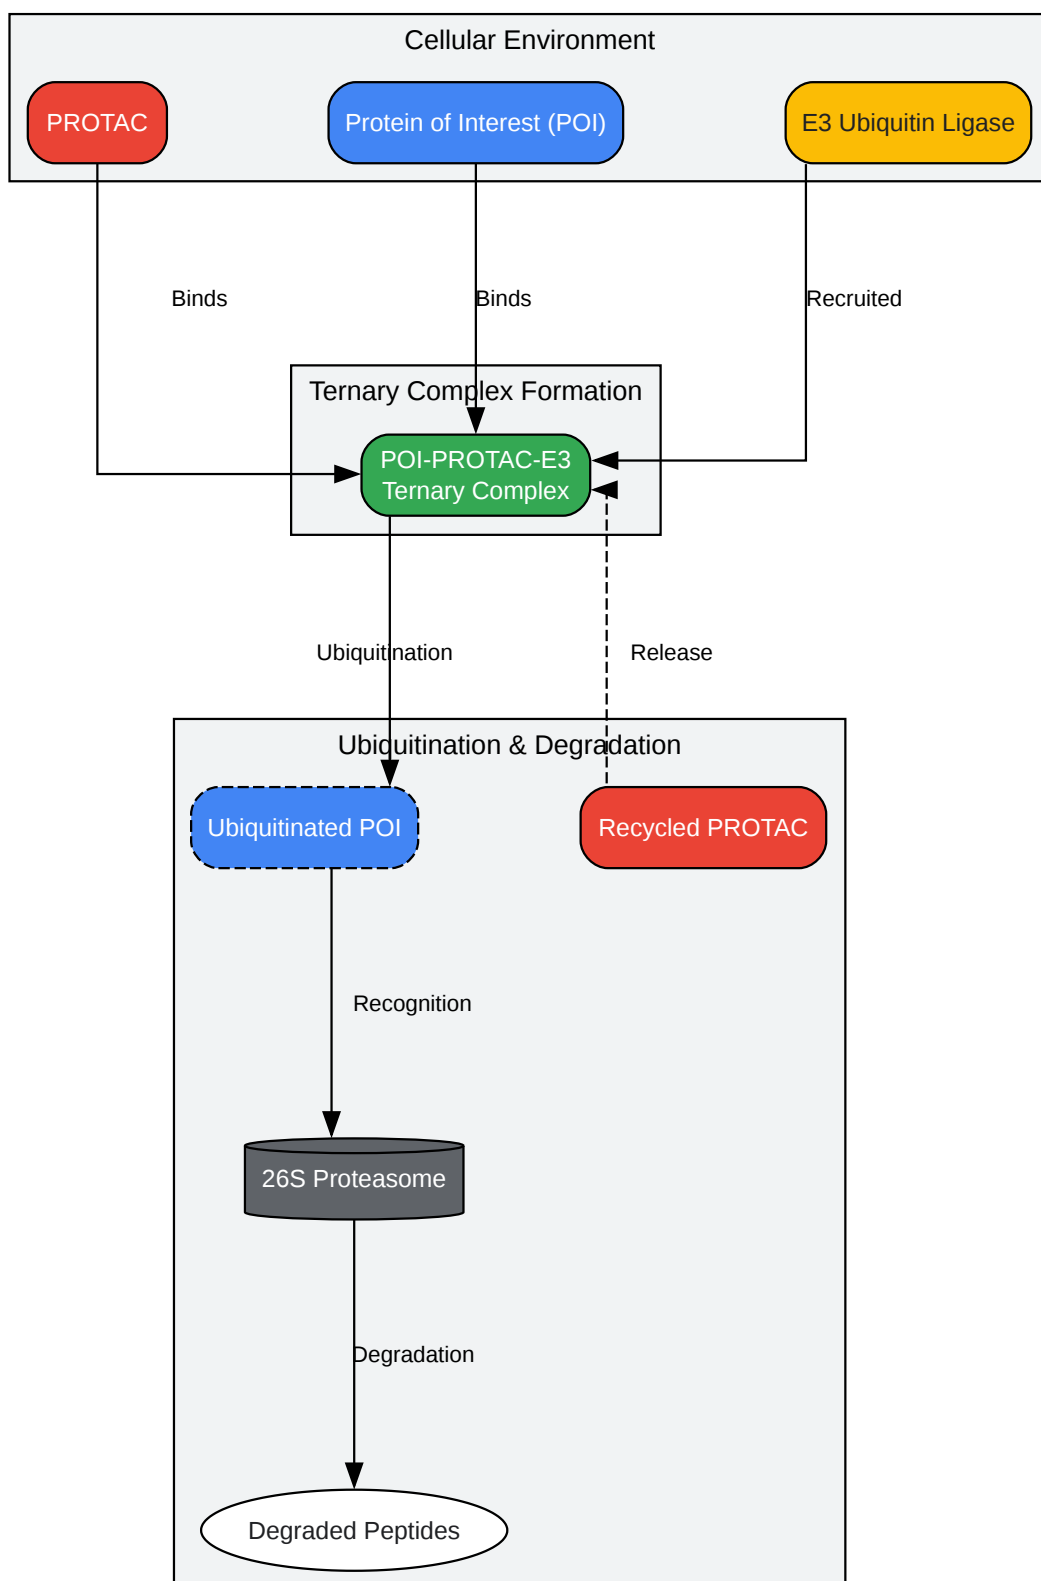 Cellular Environment
PROTAC
Protein of Interest (POI)
E3 Ubiquitin Ligase
Binds
Binds
Recruited
Ternary Complex Formation
POI-PROTAC-E3
Ternary Complex
Ubiquitination
Release
Ubiquitination & Degradation
Ubiquitinated POI
Recycled PROTAC
Recognition
26S Proteasome
Degradation
Degraded Peptides